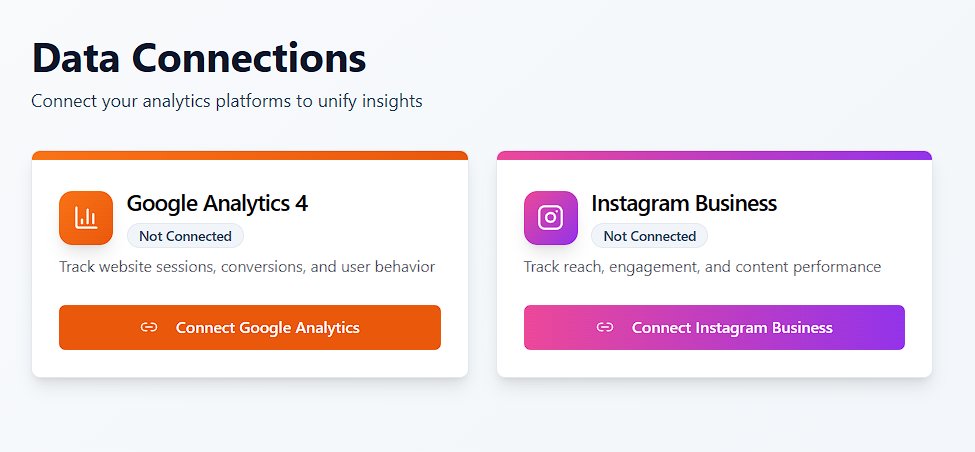 Data Connections
Connect your analytics platforms to unify insights
Google Analytics 4
Not Connected
Track website sessions, conversions, and user behavior
Connect Google Analytics
Instagram Business
Not Connected
Track reach, engagement, and content performance
Connect Instagram Business